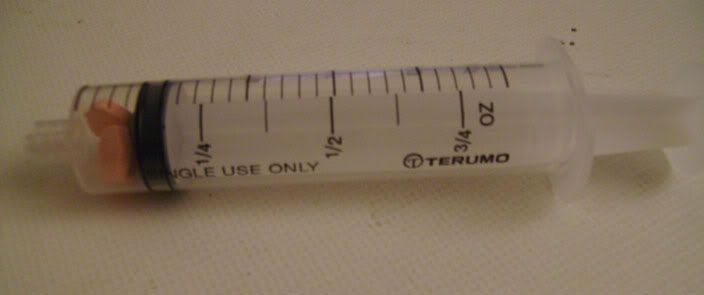 1/4
1/2
3/4
OZ
SINGLE USE ONLY
TERUMO